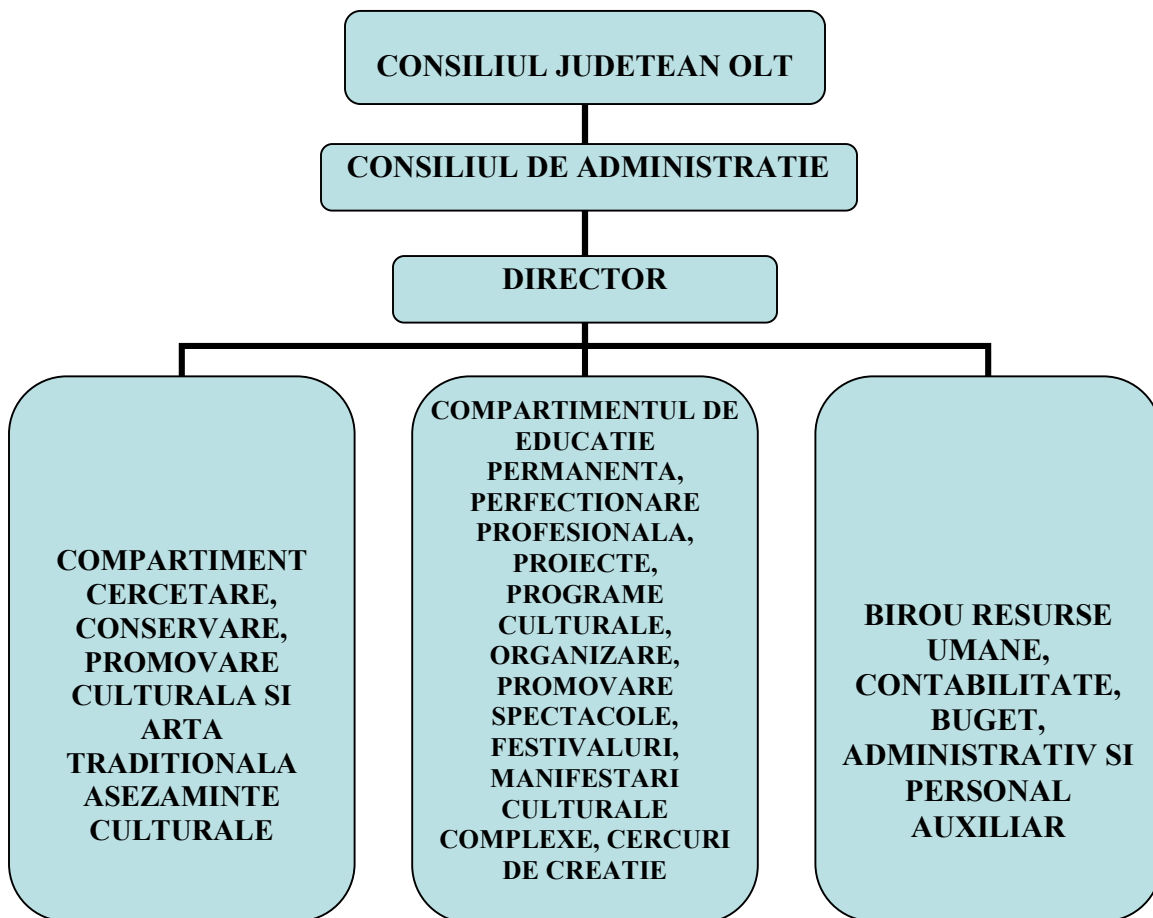 CONSILIUL JUDETEAN OLT
CONSILIUL DE ADMINISTRATIE
DIRECTOR
COMPARTIMENT
CERCETARE,
CONSERVARE,
PROMOVARE
CULTURALA SI
ARTA
TRADITIONALA
ASEZAMINTE
CULTURALE
COMPARTIMENTUL DE
EDUCATIE
PERMANENTA,
PERFECTIONARE
PROFESIONALA,
PROIECTE,
PROGRAME
CULTURALE,
ORGANIZARE,
PROMOVARE
SPECTACOLE,
FESTIVALURI,
MANIFESTARI
CULTURALE
COMPLEXE, CERCURI
DE CREATIE
BIROU RESURSE
UMANE,
CONTABILITATE,
BUGET,
ADMINISTRATIV SI
PERSONAL
AUXILIAR